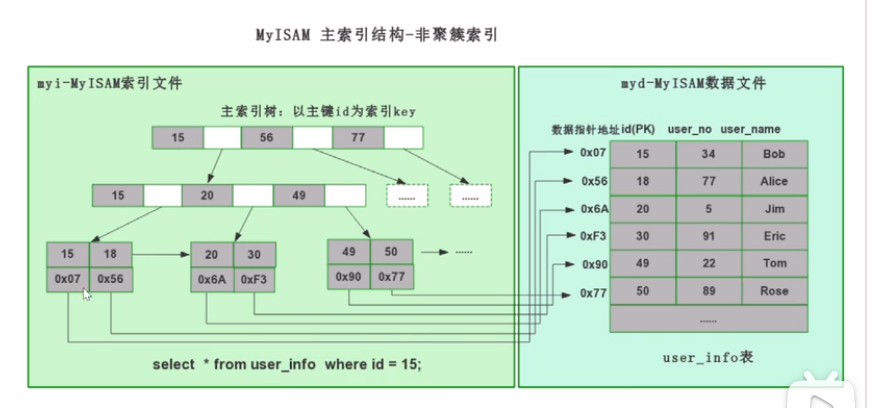 MyISAM 主索引结构-非聚簇索引
myi-MyISAM索引文件
主索引树: 以主键id为索引key
15 56 77
15 20 49 ...... ......
15 18 20 30 49 50 ......
0x07 0x56 0x6A 0xF3 0x90 0x77
select * from user_info where id = 15;
myd-MyISAM数据文件
数据指针地址 id(PK) user_no user_name
0x07 15 34 Bob
0x56 18 77 Alice
0x6A 20 5 Jim
0xF3 30 91 Eric
0x90 49 22 Tom
0x77 50 89 Rose
......
user_info表